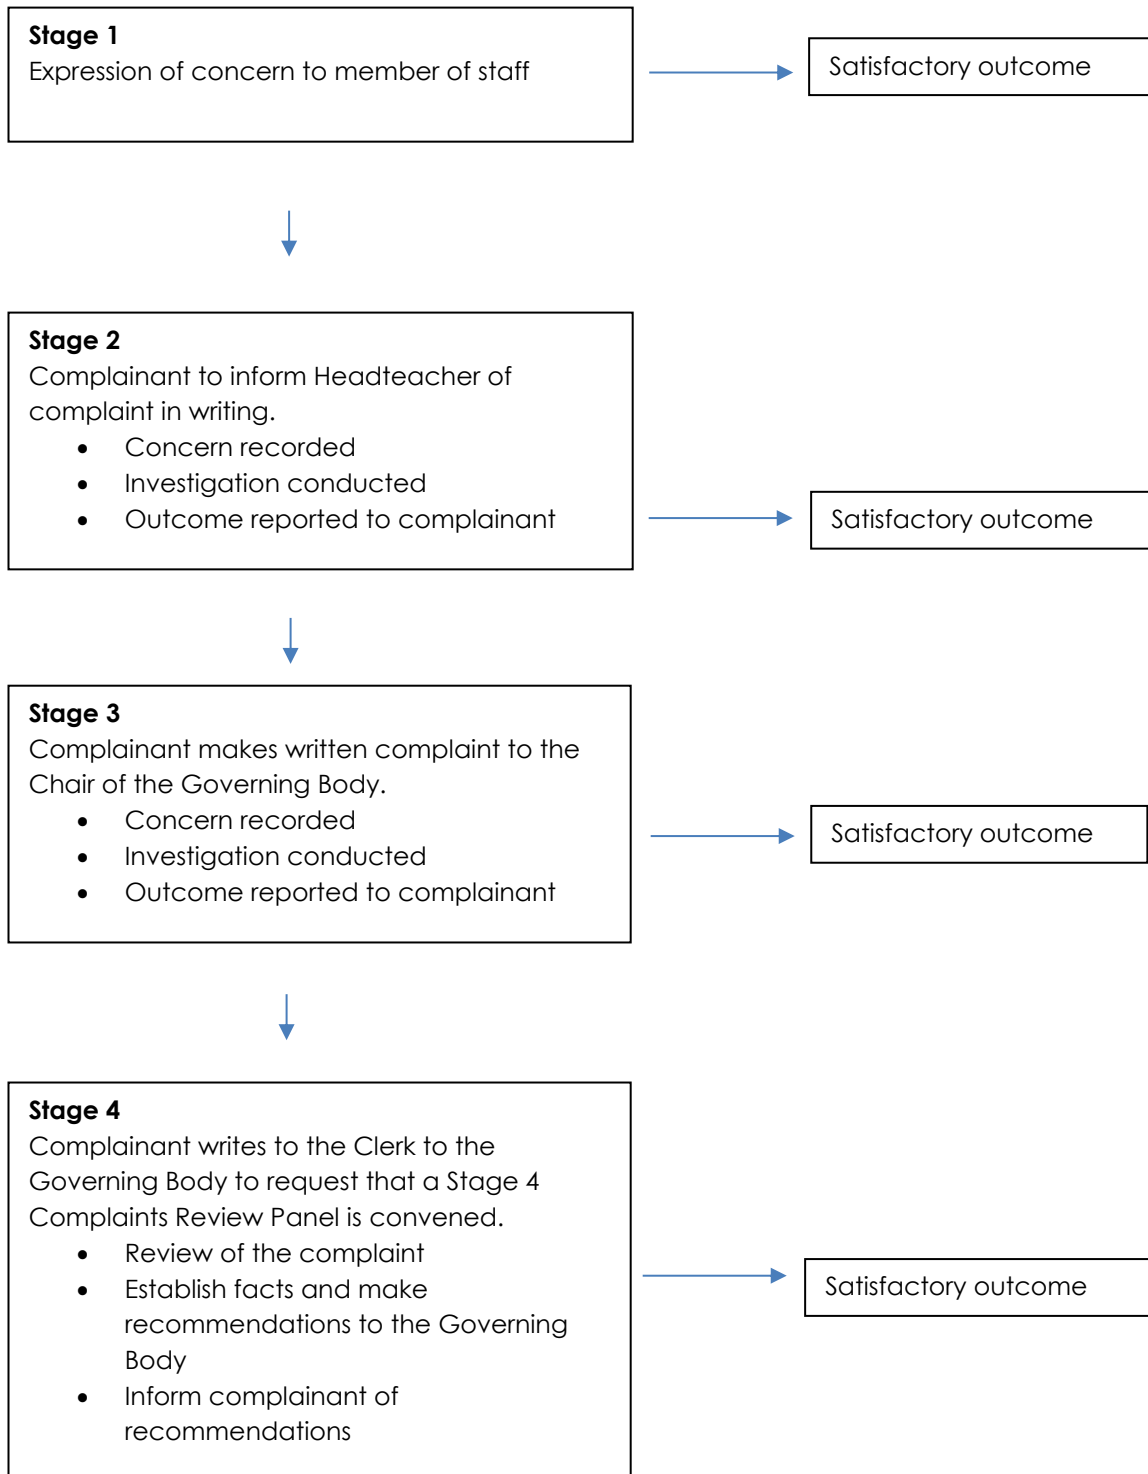 Stage 1
Expression of concern to member of staff
Satisfactory outcome
Stage 2
Complainant to inform Headteacher of
complaint in writing.
• Concern recorded
• Investigation conducted
• Outcome reported to complainant
Satisfactory outcome
Stage 3
Complainant makes written complaint to the
Chair of the Governing Body.
• Concern recorded
• Investigation conducted
• Outcome reported to complainant
Satisfactory outcome
Stage 4
Complainant writes to the Clerk to the
Governing Body to request that a Stage 4
Complaints Review Panel is convened.
• Review of the complaint
• Establish facts and make
recommendations to the Governing
Body
• Inform complainant of
recommendations
Satisfactory outcome